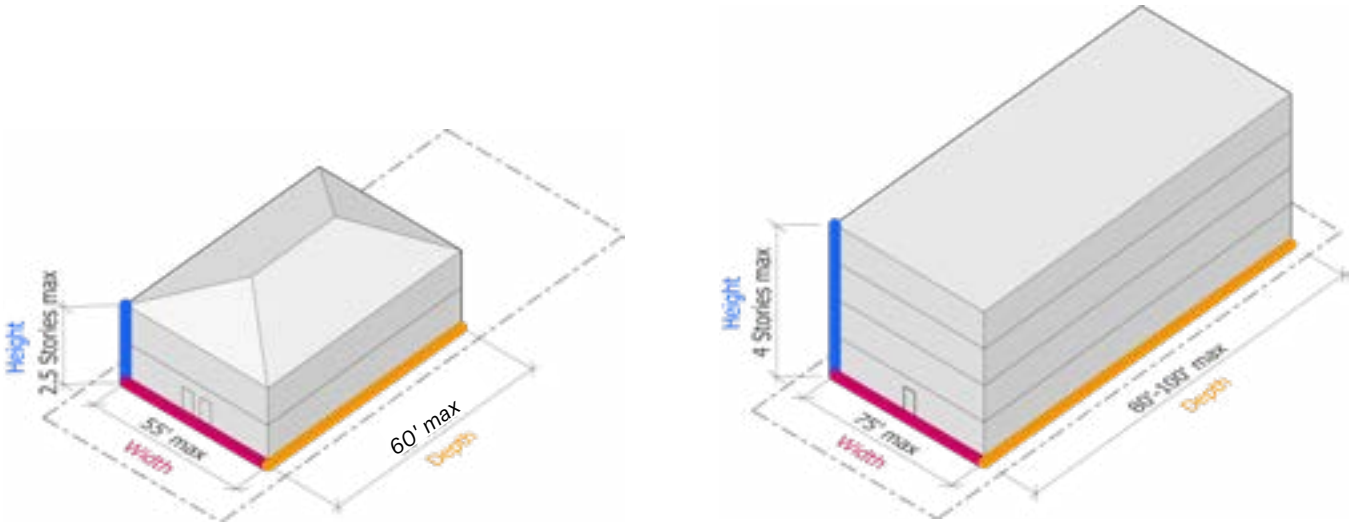 Height
2.5 Stories max
55' max
Width
60' max
Depth
Height
4 Stories max
75' max
Width
80'-100' max
Depth